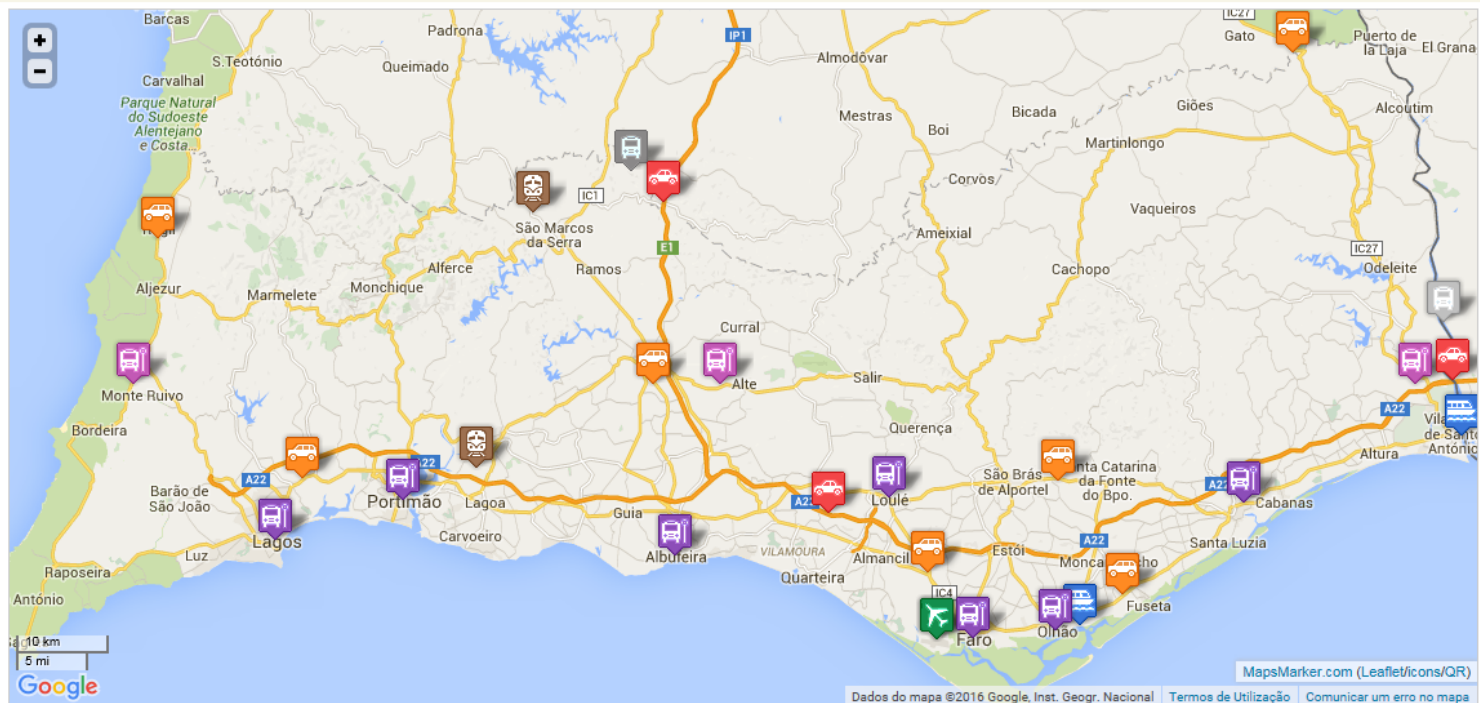 Barcas
IC27
Padrona
IP1
Gato
Puerto de
la Laja
El Grana
S.Teotónio
Queimado
Almodôvar
Carvalhal
Parque Natural
do Sudoeste
Alentejano
e Costa...
Mestras
Bicada
Giões
Alcoutim
Boi
Martinlongo
Corvos
IC1
Vaqueiros
São Marcos
da Serra
Ameixial
E1
IC27
Alferce
Ramos
Cachopo
Odeleite
Aljezur
Marmelete
Monchique
Curral
Alte
Salir
Monte Ruivo
A22
Bordeira
Querença
Altura
Vila
de Santo
António
A22
São Brás
de Alportel
Santa Catarina
da Fonte
do Bpo.
A22
Barão de
São João
Portimão
Lagoa
Guia
A22
Loulé
A22
Cabanas
Carvoeiro
Lagos
Albufeira
VILAMOURA
Almancil
Estói
A22
Santa Luzia
Luz
Quarteira
Raposeira
António
IC4
Fuseta
Faro
Olhão
10 km
5 mi
Google
MapsMarker.com (Leaflet/icons/QR)
Dados do mapa ©2016 Google, Inst. Geogr. Nacional
Termos de Utilização
Comunicar um erro no mapa